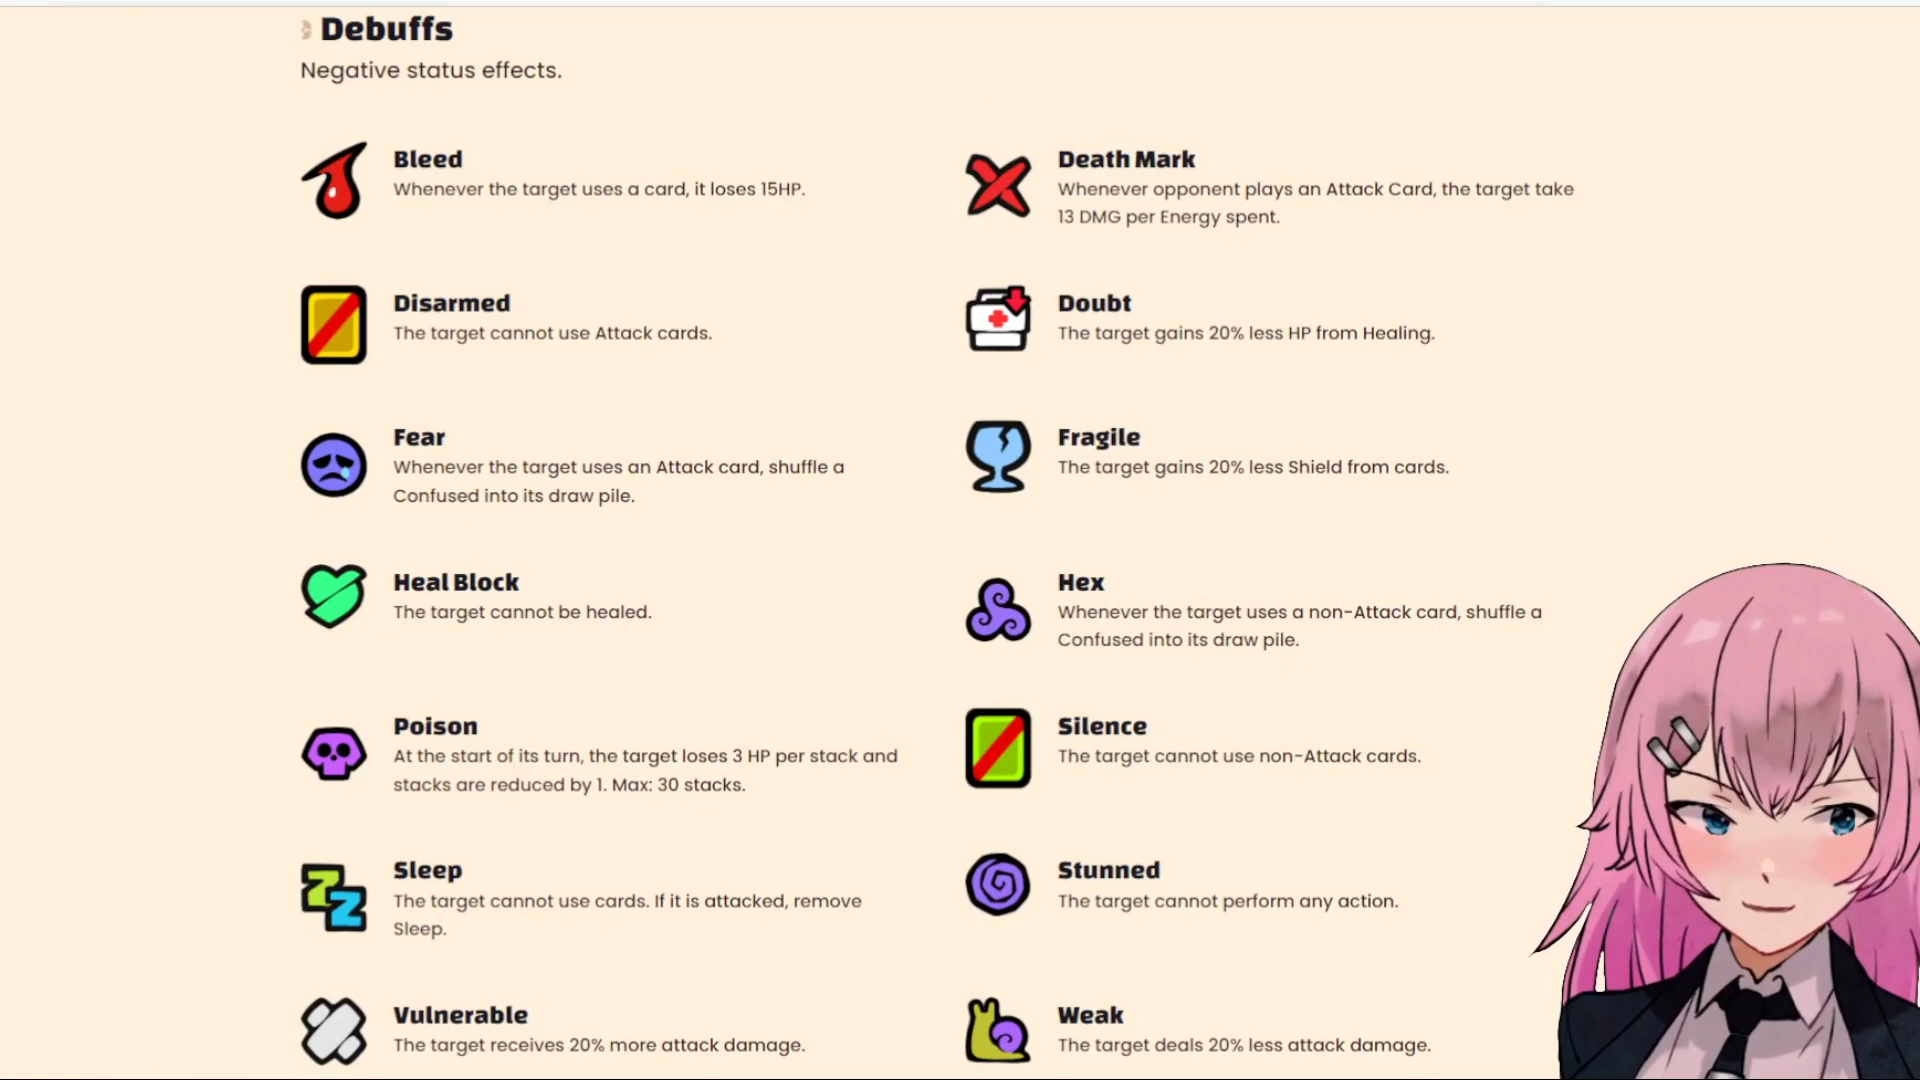 Debuffs
Negative status effects.
Bleed
Whenever the target uses a card, it loses 15HP.
Death Mark
Whenever opponent plays an Attack Card, the target take
13 DMG per Energy spent.
Disarmed
The target cannot use Attack cards.
Doubt
The target gains 20% less HP from Healing.
Fear
Whenever the target uses an Attack card, shuffle a
Confused into its draw pile.
Fragile
The target gains 20% less Shield from cards.
Heal Block
The target cannot be healed.
Hex
Whenever the target uses a non-Attack card, shuffle a
Confused into its draw pile.
Poison
At the start of its turn, the target loses 3 HP per stack and
stacks are reduced by 1. Max: 30 stacks.
Silence
The target cannot use non-Attack cards.
Sleep
The target cannot use cards. If it is attacked, remove
Sleep.
Stunned
The target cannot perform any action.
Vulnerable
The target receives 20% more attack damage.
Weak
The target deals 20% less attack damage.